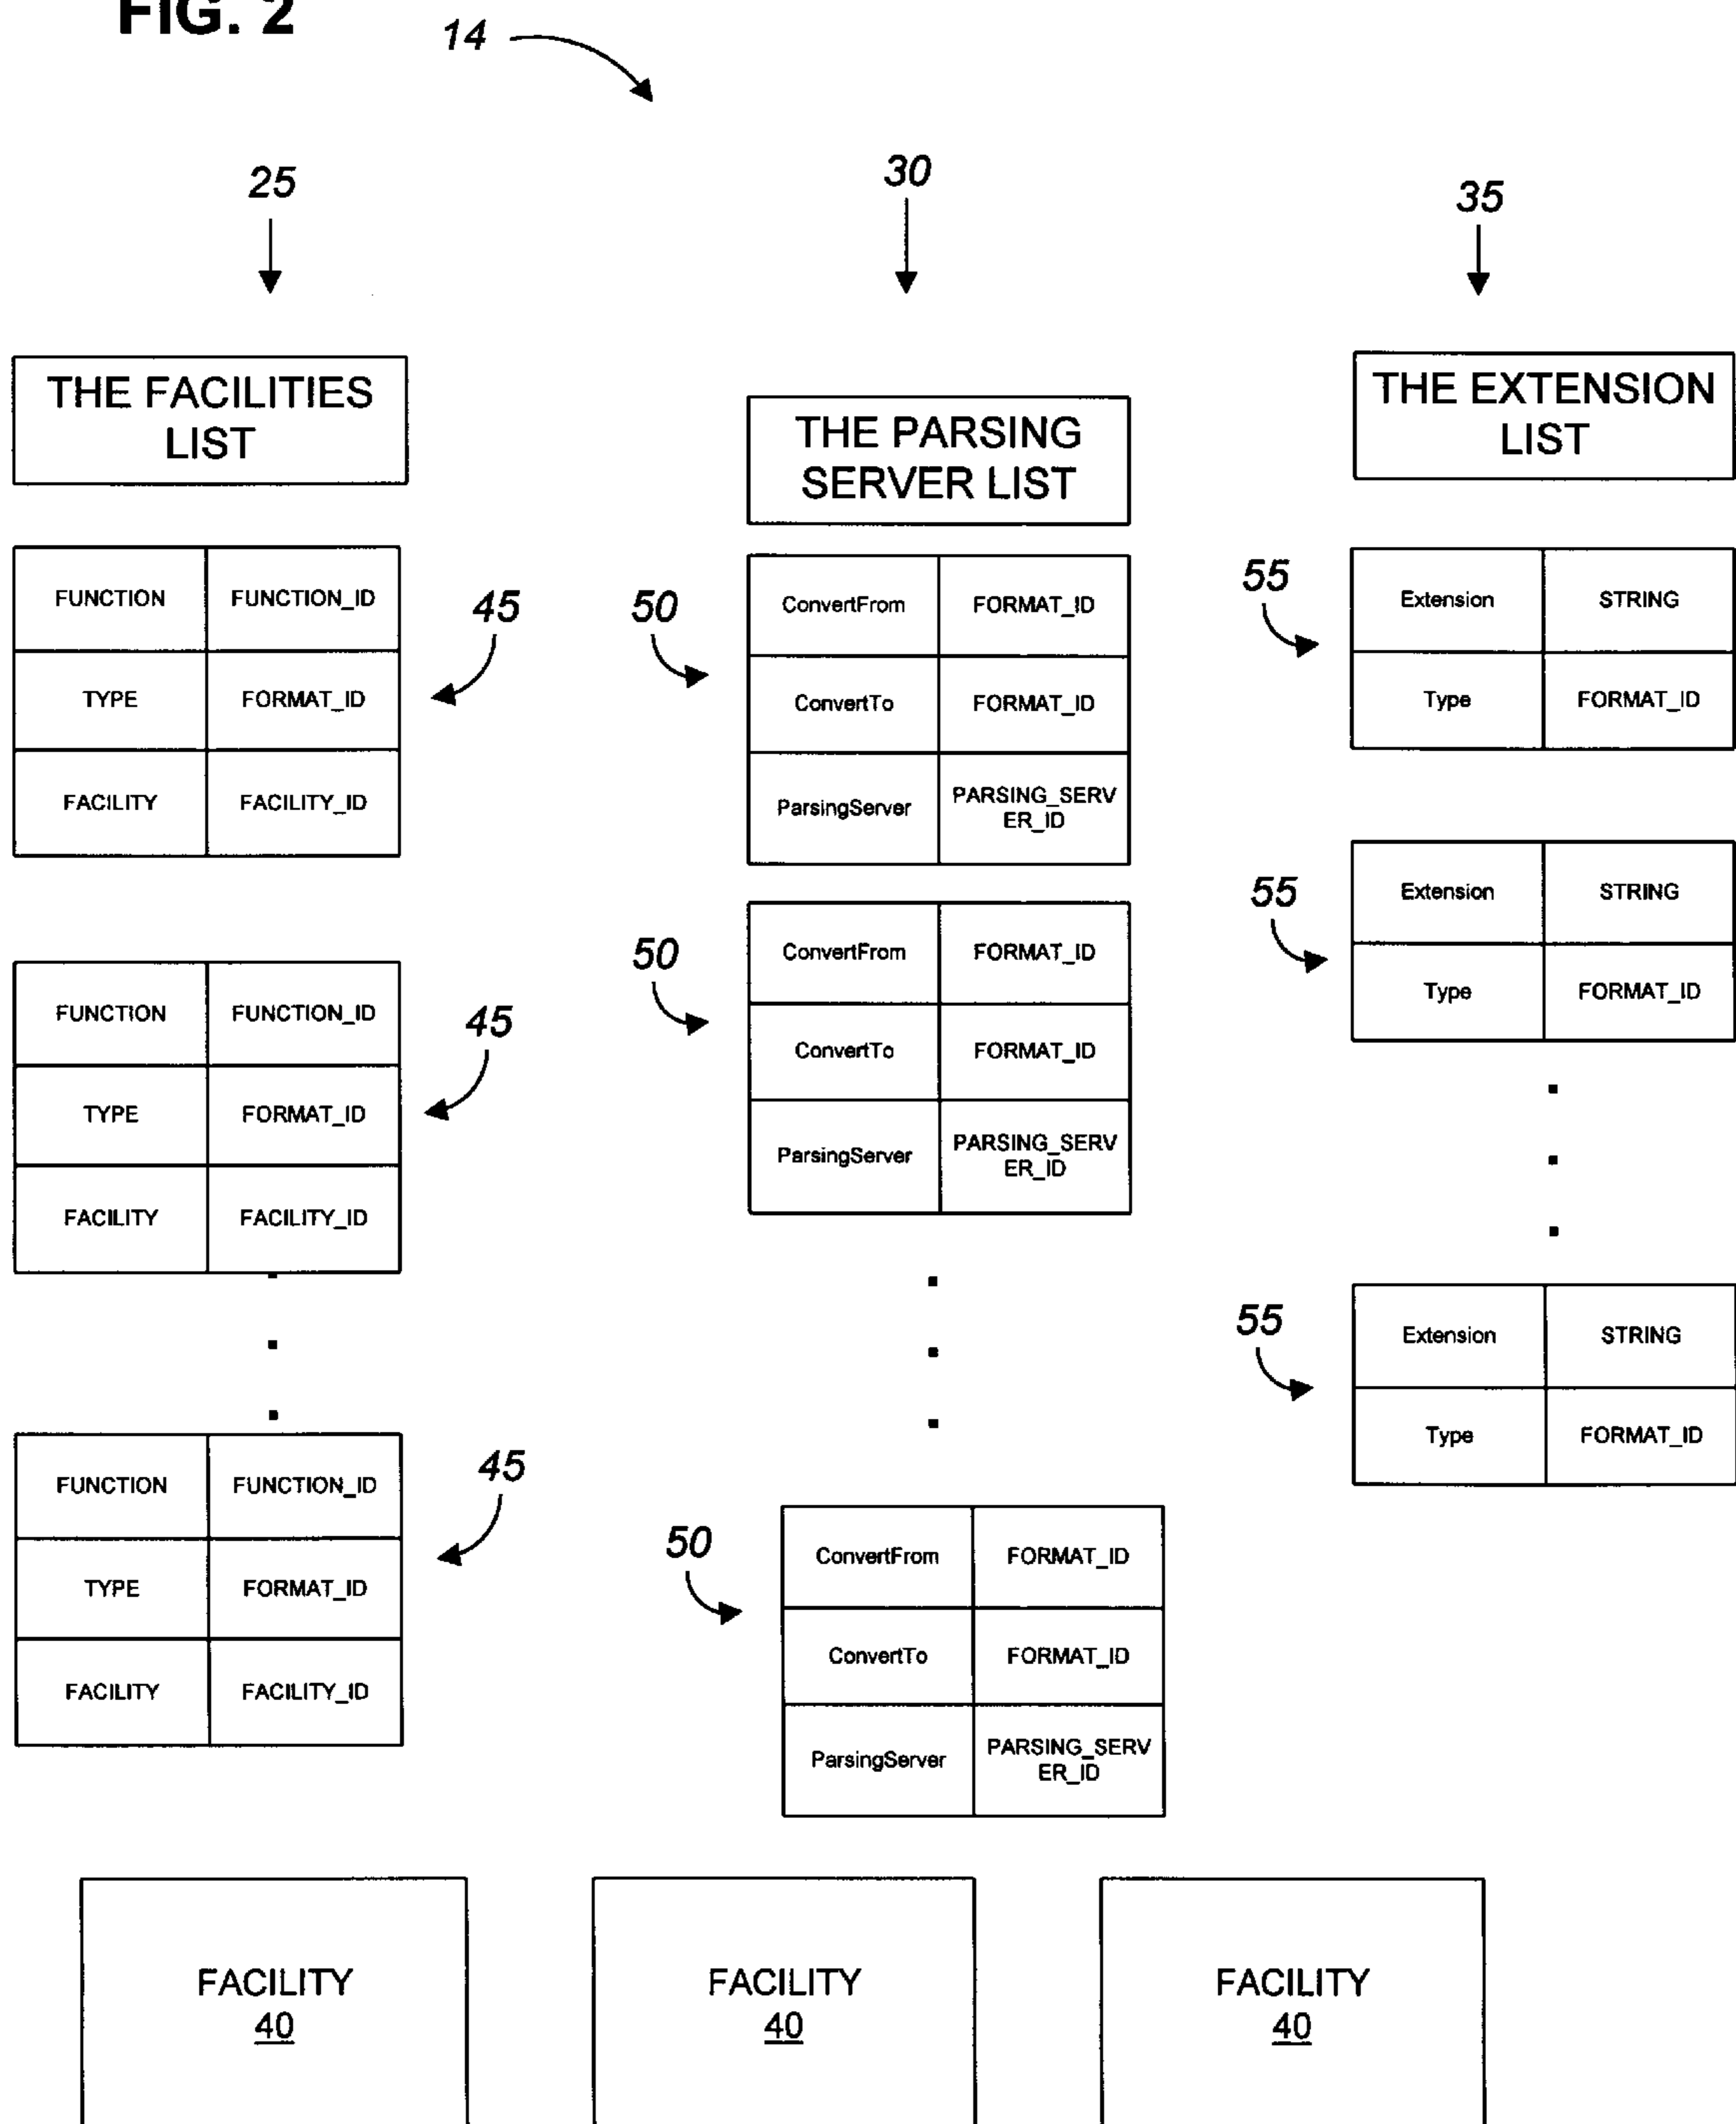 FIG. 2
14
25
30
35
THE FACILITIES
LIST
FUNCTION FUNCTION_ID
TYPE FORMAT_ID
FACILITY FACILITY_ID
45
FUNCTION FUNCTION_ID
TYPE FORMAT_ID
FACILITY FACILITY_ID
45
FUNCTION FUNCTION_ID
TYPE FORMAT_ID
FACILITY FACILITY_ID
45
THE PARSING
SERVER LIST
50
ConvertFrom FORMAT_ID
ConvertTo FORMAT_ID
ParsingServer PARSING_SERV
ER_ID
50
ConvertFrom FORMAT_ID
ConvertTo FORMAT_ID
ParsingServer PARSING_SERV
ER_ID
50
ConvertFrom FORMAT_ID
ConvertTo FORMAT_ID
ParsingServer PARSING_SERV
ER_ID
THE EXTENSION
LIST
55
Extension STRING
Type FORMAT_ID
55
Extension STRING
Type FORMAT_ID
55
Extension STRING
Type FORMAT_ID
FACILITY
40
FACILITY
40
FACILITY
40